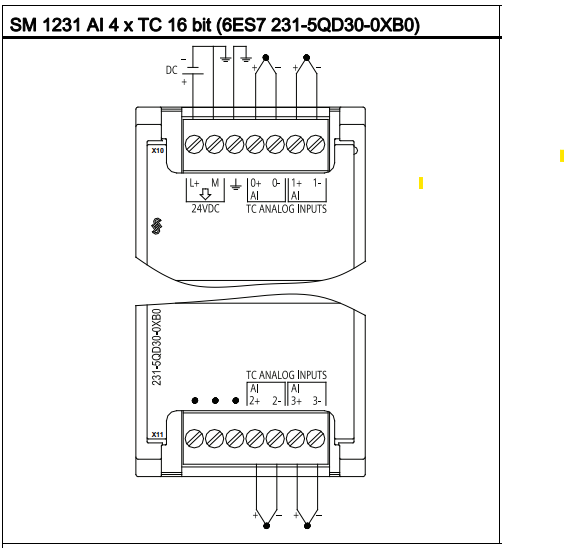 SM 1231 AI 4 x TC 16 bit (6ES7 231-5QD30-0XB0)
DC
- +
+ - + -
X10
L+ M 0+ 0- 1+ 1-
AI AI
24VDC TC ANALOG INPUTS
231-5QD30-0XB0
TC ANALOG INPUTS
AI AI
2+ 2- 3+ 3-
X11
+ - + -